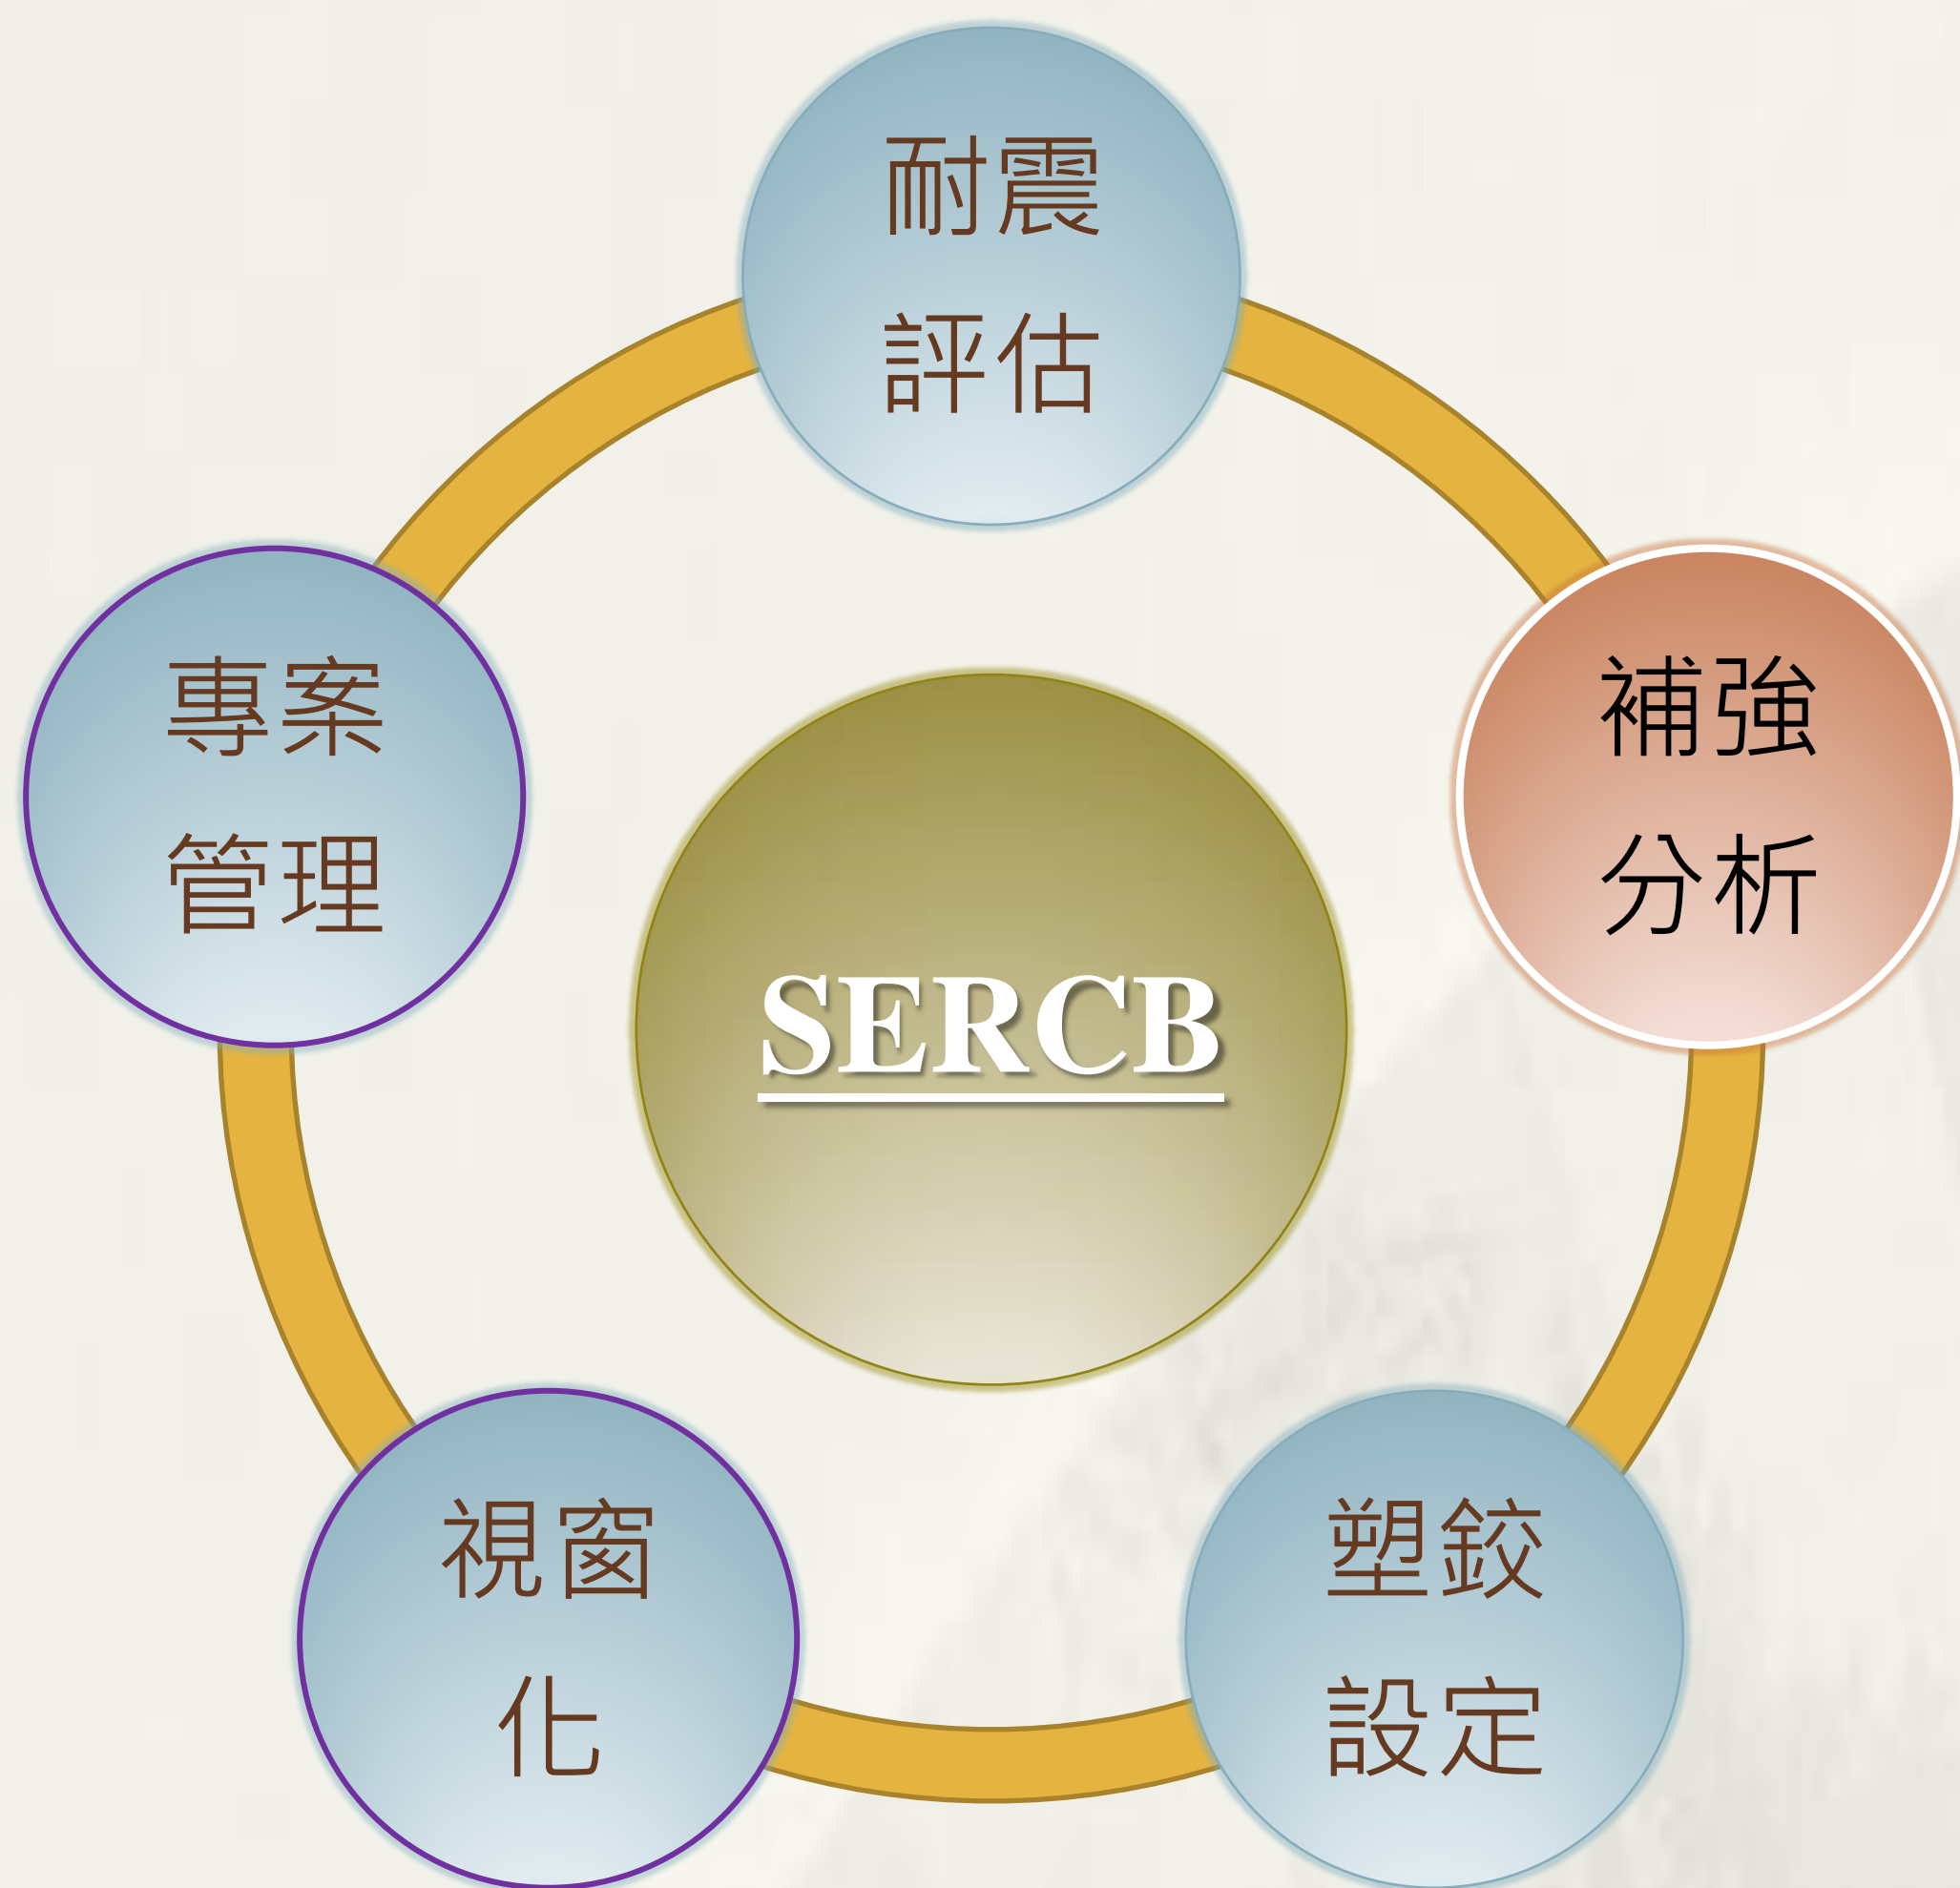 耐震
評估
補強
分析
塑鉸
設定
視窗
化
專案
管理
SERCB